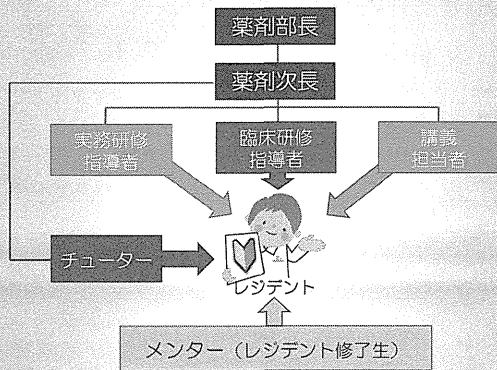 薬剤部長
薬剤次長
実務研修
指導者
臨床研修
指導者
講義
担当者
チューター
レジデント
メンター（レジデント修了生）